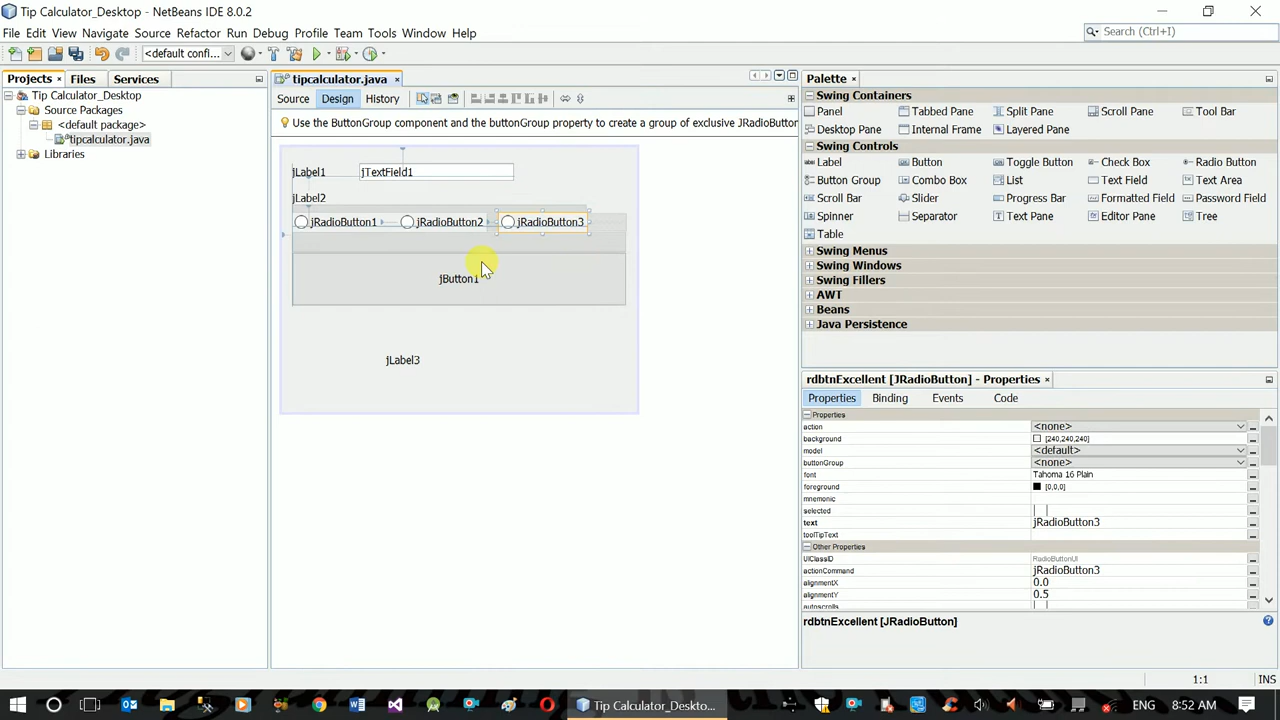 Tip Calculator_Desktop - NetBeans IDE 8.0.2
File Edit View Navigate Source Refactor Run Debug Profile Team Tools Window Help
Search (Ctrl+I)
<default confi...
Projects Files Services
Tip Calculator_Desktop
Source Packages
<default package>
tipcalculator.java
Libraries
tipcalculator.java
Source Design History
Use the ButtonGroup component and the buttonGroup property to create a group of exclusive JRadioButton
jLabel1 jTextField1
jLabel2
jRadioButton1 jRadioButton2 jRadioButton3
jButton1
jLabel3
Palette
Swing Containers
Panel Tabbed Pane Split Pane Scroll Pane Tool Bar
Desktop Pane Internal Frame Layered Pane
Swing Controls
Label Button Toggle Button Check Box Radio Button
Button Group Combo Box List Text Field Text Area
Scroll Bar Slider Progress Bar Formatted Field Password Field
Spinner Separator Text Pane Editor Pane Tree
Table
Swing Menus
Swing Windows
Swing Fillers
AWT
Beans
Java Persistence
rdbtnExcellent [JRadioButton] - Properties
Properties Binding Events Code
Properties
action <none>
background [240,240,240]
model <default>
buttonGroup <none>
font Tahoma 16 Plain
foreground [0,0,0]
mnemonic
selected
text jRadioButton3
toolTipText
Other Properties
UIClassID RadioButtonUI
actionCommand jRadioButton3
alignmentX 0.0
alignmentY 0.5
autoscrolls
rdbtnExcellent [JRadioButton]
1:1 INS
Tip Calculator_Deskto...
ENG 8:52 AM